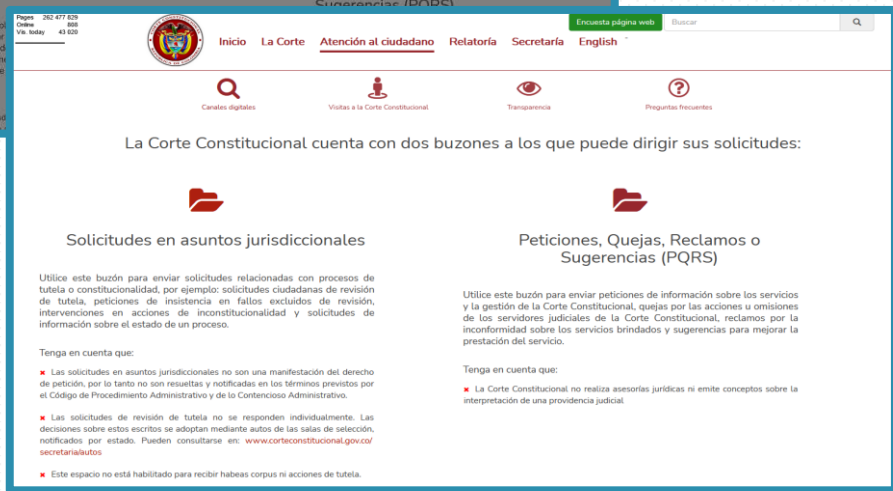 Sugerencias (PQRS)
Pages 262 477 829
Online 808
Vis. today 43 020
Encuesta página web
Buscar
Inicio La Corte Atención al ciudadano Relatoría Secretaría English
Canales digitales
Visitas a la Corte Constitucional
Transparencia
Preguntas frecuentes
La Corte Constitucional cuenta con dos buzones a los que puede dirigir sus solicitudes:
Solicitudes en asuntos jurisdiccionales
Utilice este buzón para enviar solicitudes relacionadas con procesos de
tutela o constitucionalidad, por ejemplo: solicitudes ciudadanas de revisión
de tutela, peticiones de insistencia en fallos excluidos de revisión,
intervenciones en acciones de inconstitucionalidad y solicitudes de
información sobre el estado de un proceso.
Tenga en cuenta que:
Las solicitudes en asuntos jurisdiccionales no son una manifestación del derecho
de petición, por lo tanto no son resueltas y notificadas en los términos previstos por
el Código de Procedimiento Administrativo y de lo Contencioso Administrativo.
Las solicitudes de revisión de tutela no se responden individualmente. Las
decisiones sobre estos escritos se adoptan mediante autos de las salas de selección,
notificados por estado. Pueden consultarse en: www.corteconstitucional.gov.co/
secretaria/autos
Este espacio no está habilitado para recibir habeas corpus ni acciones de tutela.
Peticiones, Quejas, Reclamos o
Sugerencias (PQRS)
Utilice este buzón para enviar peticiones de información sobre los servicios
y la gestión de la Corte Constitucional, quejas por las acciones u omisiones
de los servidores judiciales de la Corte Constitucional, reclamos por la
inconformidad sobre los servicios brindados y sugerencias para mejorar la
prestación del servicio.
Tenga en cuenta que:
La Corte Constitucional no realiza asesorías jurídicas ni emite conceptos sobre la
interpretación de una providencia judicial